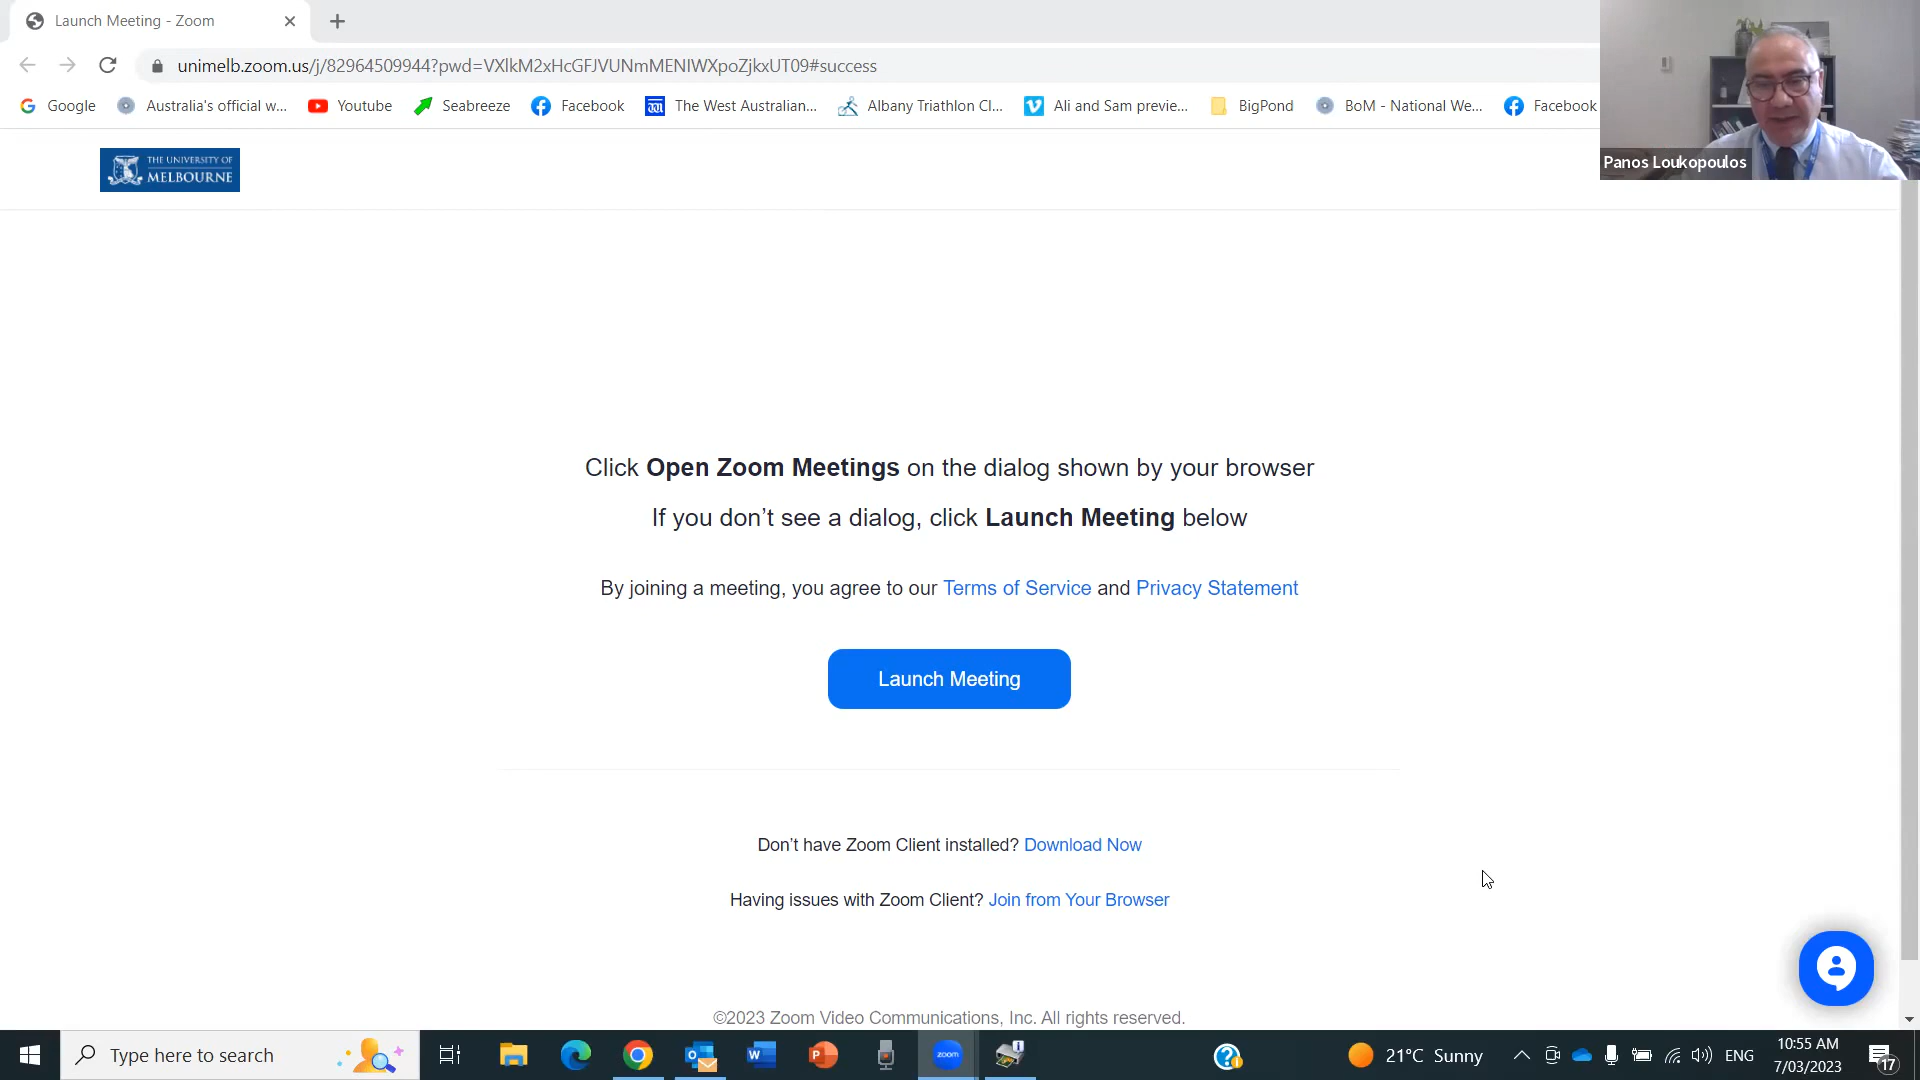 Launch Meeting - Zoom
unimelb.zoom.us/j/82964509944?pwd=VXlkM2xHcGFJVUNmMENIWXpoZjkxUT09#success
Google
Australia's official w...
Youtube
Seabreeze
Facebook
The West Australian...
Albany Triathlon Cl...
Ali and Sam previe...
BigPond
BoM - National We...
Facebook
Panos Loukopoulos
THE UNIVERSITY OF
MELBOURNE
Click Open Zoom Meetings on the dialog shown by your browser
If you don’t see a dialog, click Launch Meeting below
By joining a meeting, you agree to our Terms of Service and Privacy Statement
Launch Meeting
Don’t have Zoom Client installed? Download Now
Having issues with Zoom Client? Join from Your Browser
©2023 Zoom Video Communications, Inc. All rights reserved.
Type here to search
zoom
21°C Sunny
ENG
10:55 AM
7/03/2023
17